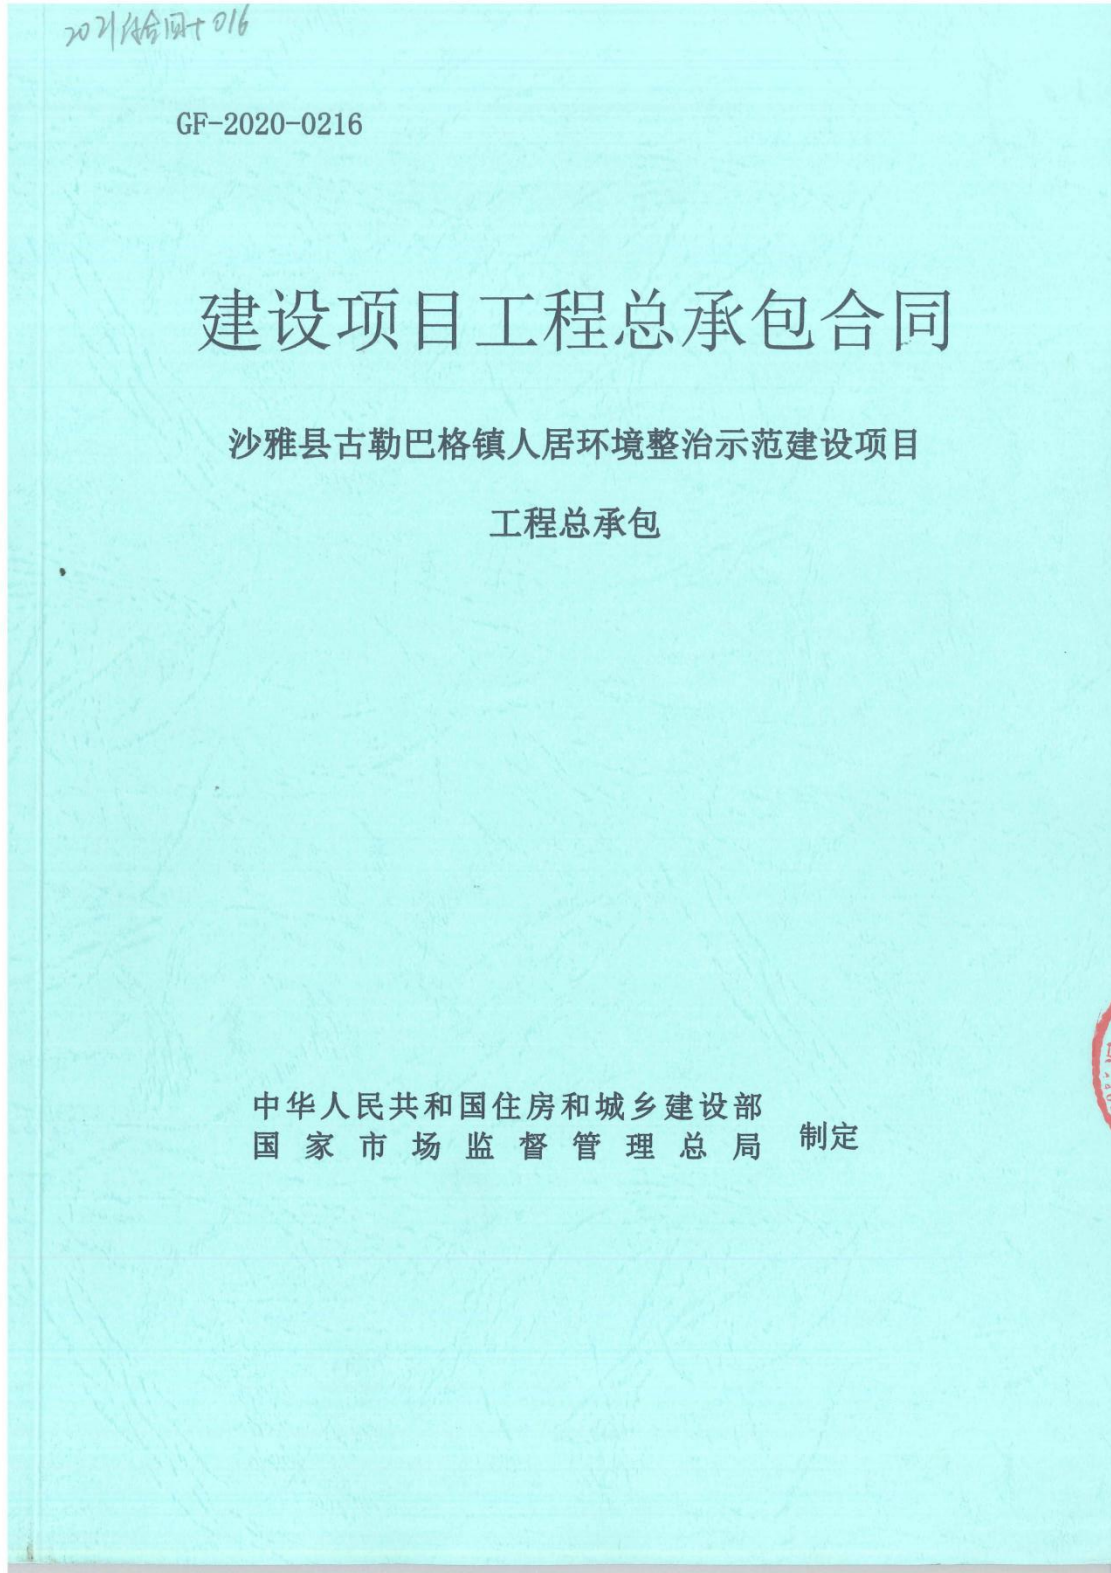 GF-2020-0216
建设项目工程总承包合同
沙雅县古勒巴格镇人居环境整治示范建设项目
工程总承包
中华人民共和国住房和城乡建设部
国家市场监督管理总局
制定